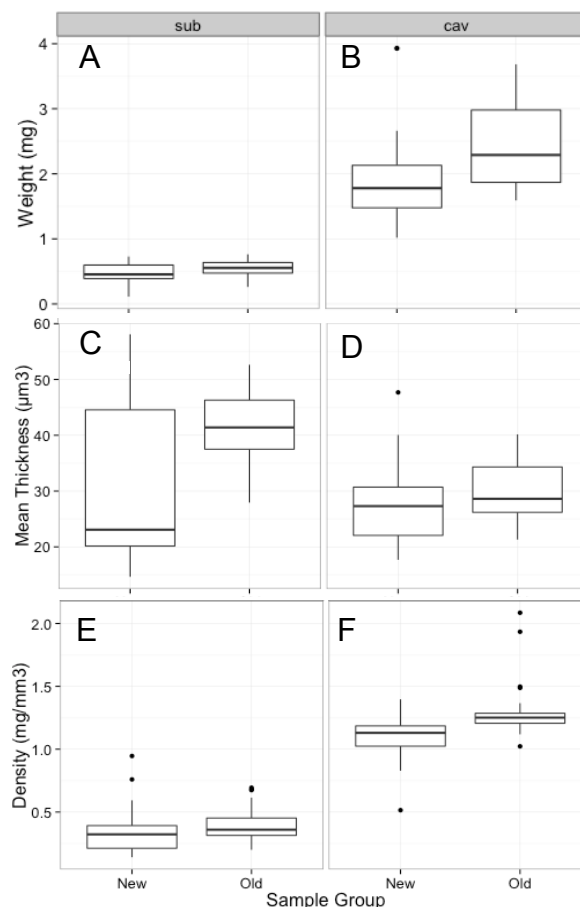 sub
cav
A
B
4
3
2
1
0
Weight (mg)
C
D
60
50
40
30
20
Mean Thickness (µm3)
E
F
2.0
1.5
1.0
0.5
Density (mg/mm3)
New
Old
New
Old
Sample Group